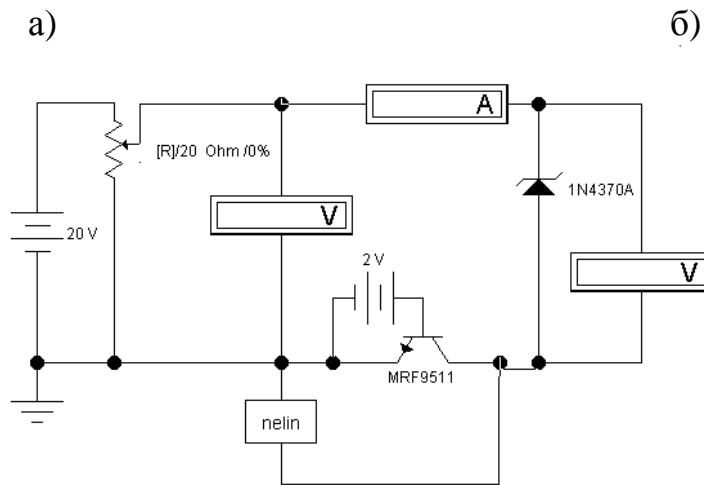 а) б)
A
[R]/20 Ohm /0%
1N4370A
V
20 V
2 V
V
MRF9511
nelin